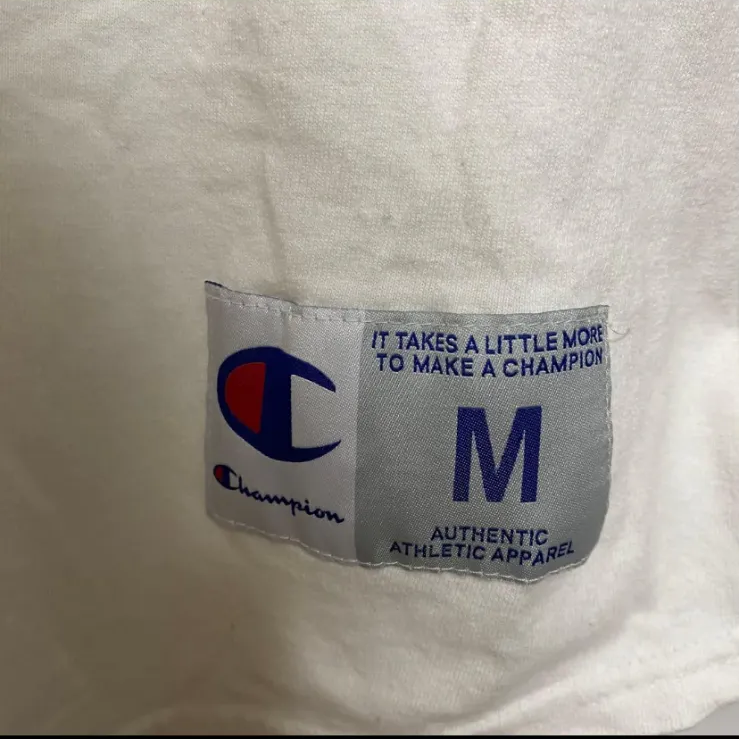 Champion
IT TAKES A LITTLE MORE
TO MAKE A CHAMPION
M
AUTHENTIC
ATHLETIC APPAREL